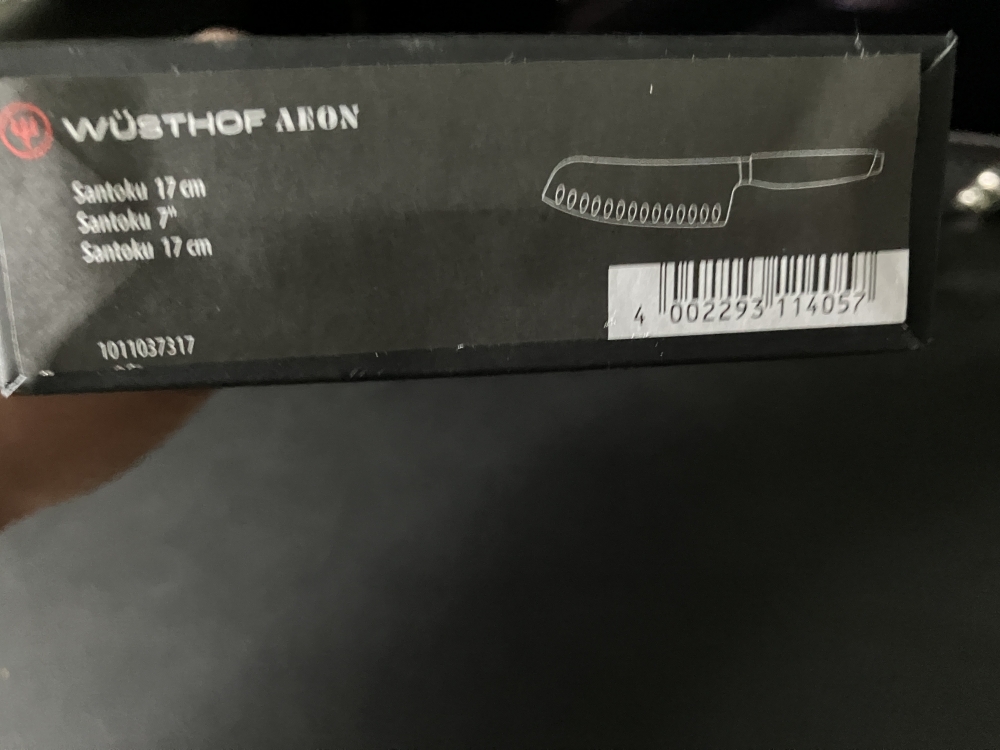 WÜSTHOF AEON
Santoku 17 cm
Santoku 7"
Santoku 17 cm
4 002293 114057
1011037317